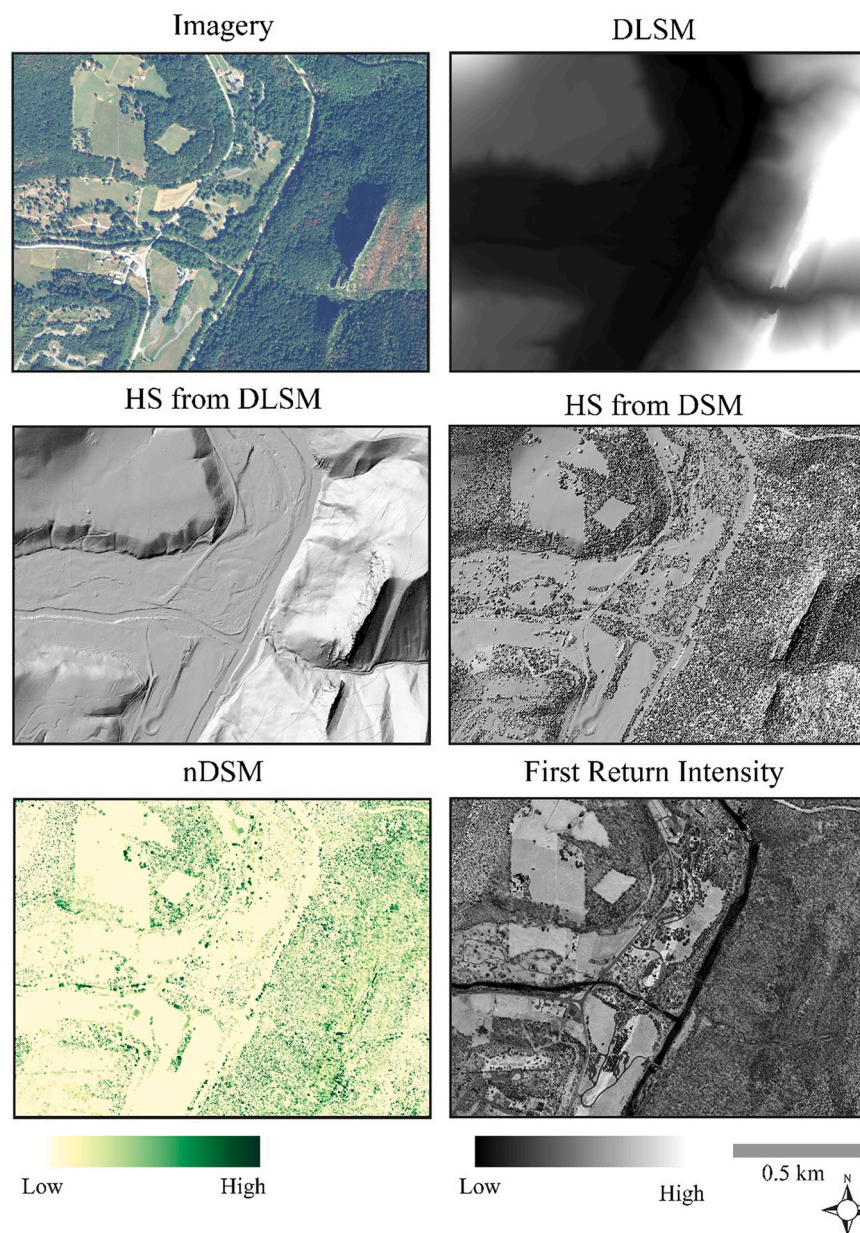 Imagery
DLSM
HS from DLSM
HS from DSM
nDSM
First Return Intensity
Low
High
Low
High
0.5 km
N